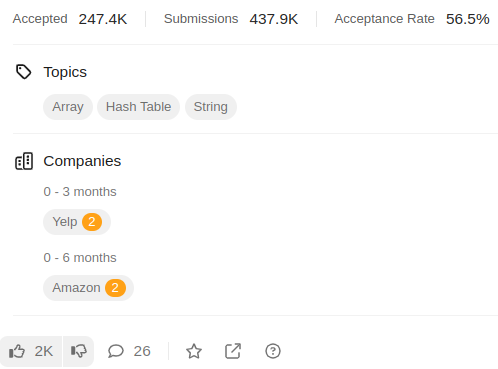 Accepted 247.4K Submissions 437.9K Acceptance Rate 56.5%
Topics
Array Hash Table String
Companies
0 - 3 months
Yelp 2
0 - 6 months
Amazon 2
2K 26